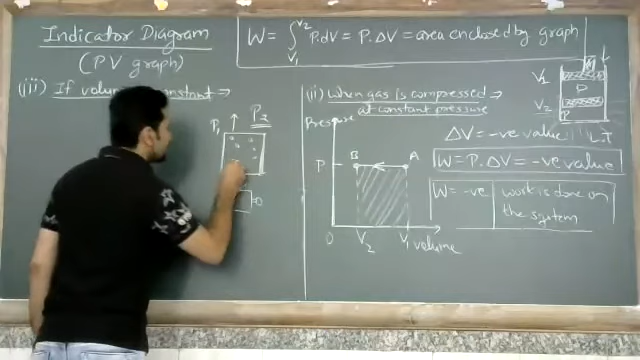 Indicator Diagram
(PV graph)
(iii) If volume constant ⇒
P₁
P₂
=0
W = ∫ᵥ₁ⱽ² P.dV = P.ΔV = area enclosed by graph
(ii) When gas is compressed ⇒
at constant pressure
Pressure
P
B
A
0
V₂
V₁
volume
V₁
V₂
P
P
ΔV = -ve value
W = P.ΔV = -ve value
W = -ve
work is done on
the system